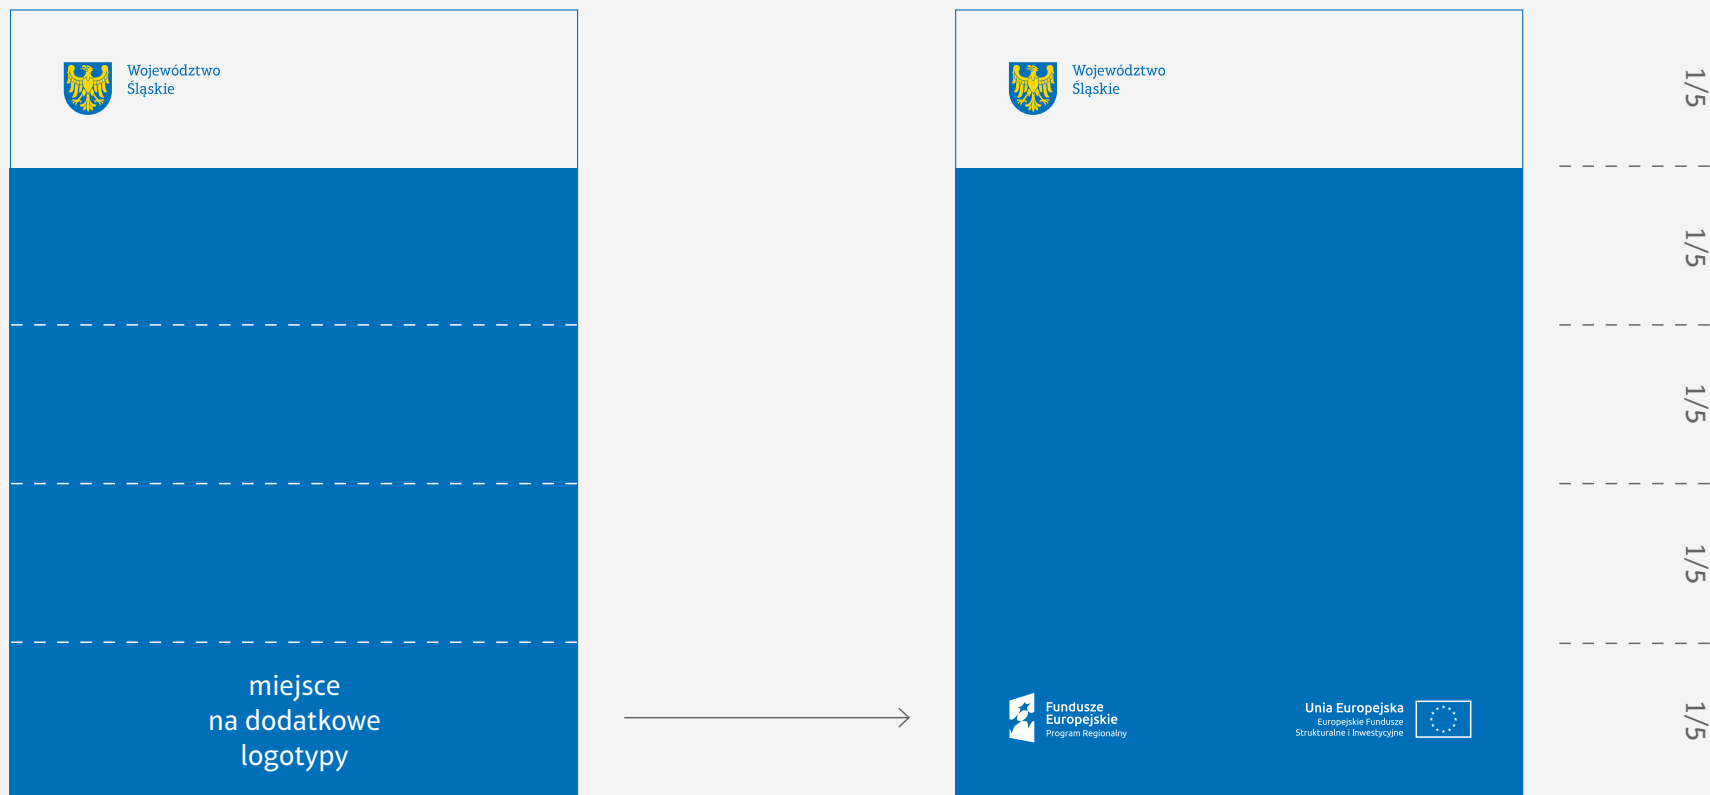 Województwo
Śląskie
miejsce
na dodatkowe
logotypy
Województwo
Śląskie
Fundusze
Europejskie
Program Regionalny
Unia Europejska
Europejskie Fundusze
Strukturalne i Inwestycyjne
1/5
1/5
1/5
1/5
1/5